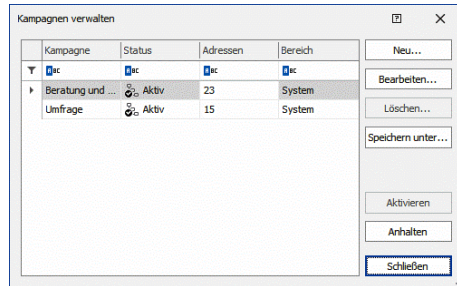 Kampagnen verwalten
Kampagne Status Adressen Bereich
Beratung und ... Aktiv 23 System
Umfrage Aktiv 15 System
Neu...
Bearbeiten...
Löschen...
Speichern unter...
Aktivieren
Anhalten
Schließen